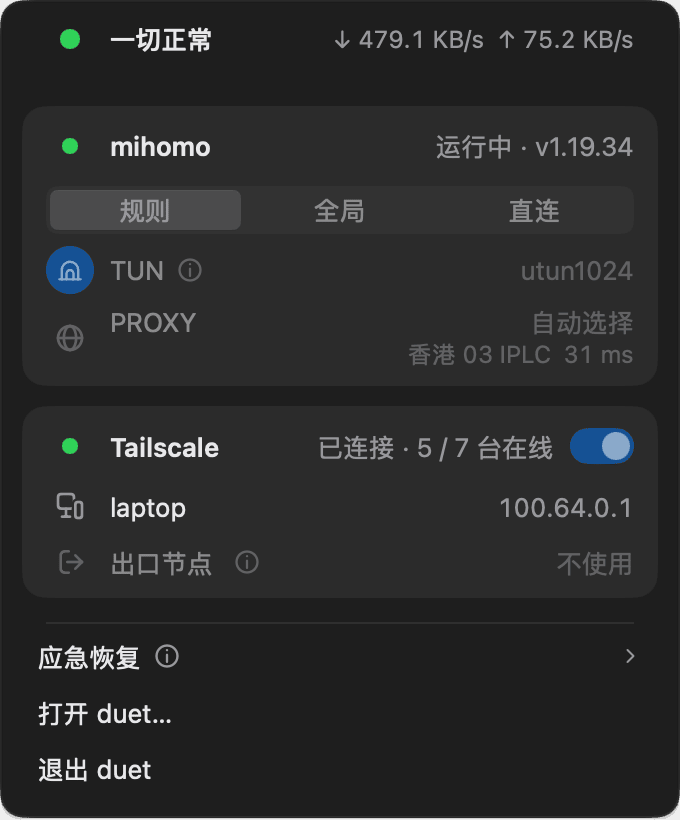 一切正常 ↓ 479.1 KB/s ↑ 75.2 KB/s
mihomo 运行中 · v1.19.34
规则 全局 直连
TUN utun1024
PROXY 自动选择
香港 03 IPLC 31 ms
Tailscale 已连接 · 5 / 7 台在线
laptop 100.64.0.1
出口节点 不使用
应急恢复
打开 duet...
退出 duet